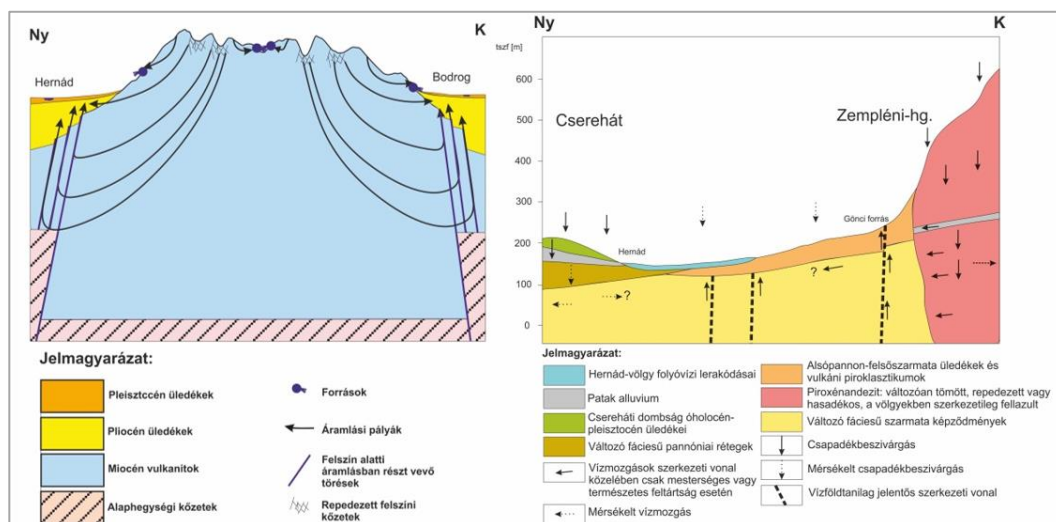 Ny
K
Hernád
Bodrog
Jelmagyarázat:
Pleisztccén üledékek
Pliocén üledékek
Miocén vulkanitok
Alaphegységi kőzetek
Források
Áramlási pályák
Felszín alatti
áramlásban részt vevő
törések
Repedezett felszíni
kőzetek
Ny
K
tszf [m]
600
500
400
300
200
100
0
Cserehát
Zempléni-hg.
Hernád
Gönci forrás
?
?
Jelmagyarázat:
Hernád-völgy folyóvízi lerakódásai
Patak alluvium
Csereháti dombság óholocén-
pleisztocén üledékei
Változó fáciesű pannóniai rétegek
Vízmozgások szerkezeti vonal
közelében csak mesterséges vagy
természetes feltártság esetén
Mérsékelt vízmozgás
Alsópannon-felsőszarmata üledékek és
vulkáni piroklasztikumok
Piroxénandezit: változóan tömött, repedezett vagy
hasadékos, a völgyekben szerkezetileg fellazult
Változó fáciesű szarmata képződmények
Csapadékbeszivárgás
Mérsékelt csapadékbeszivárgás
Vízföldtanilag jelentős szerkezeti vonal